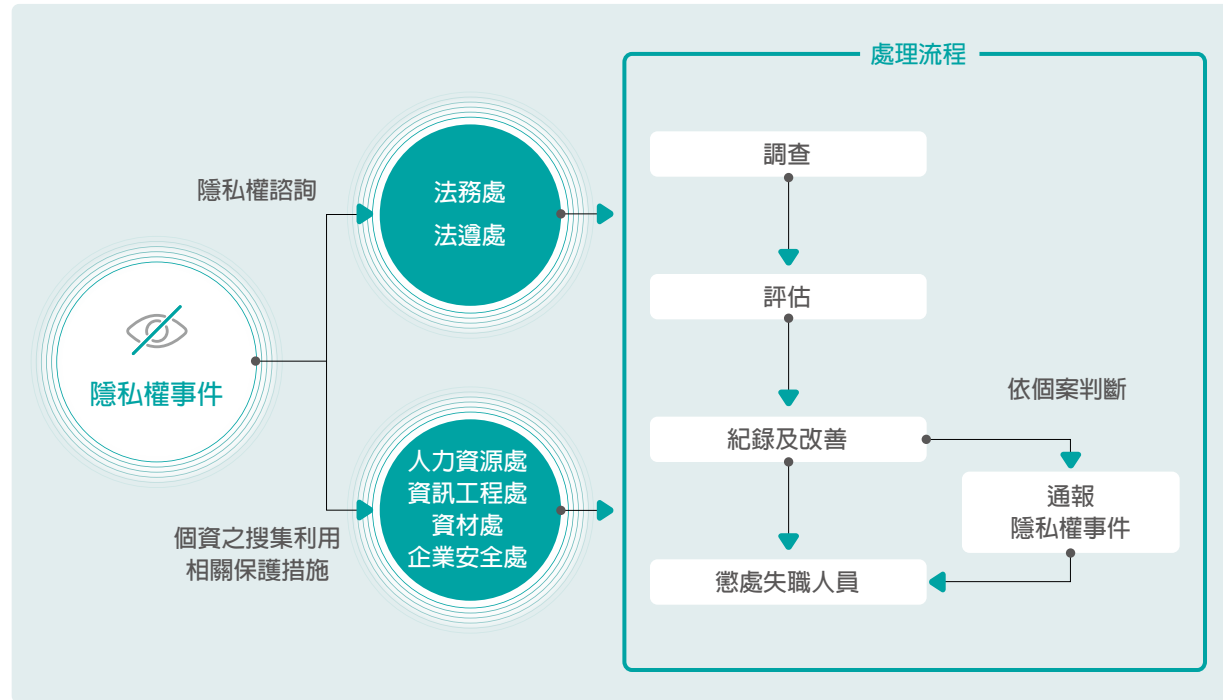 隱私權事件
隱私權諮詢
法務處
法遵處
個資之搜集利用
相關保護措施
人力資源處
資訊工程處
資材處
企業安全處
處理流程
調查
評估
紀錄及改善
依個案判斷
通報
隱私權事件
懲處失職人員